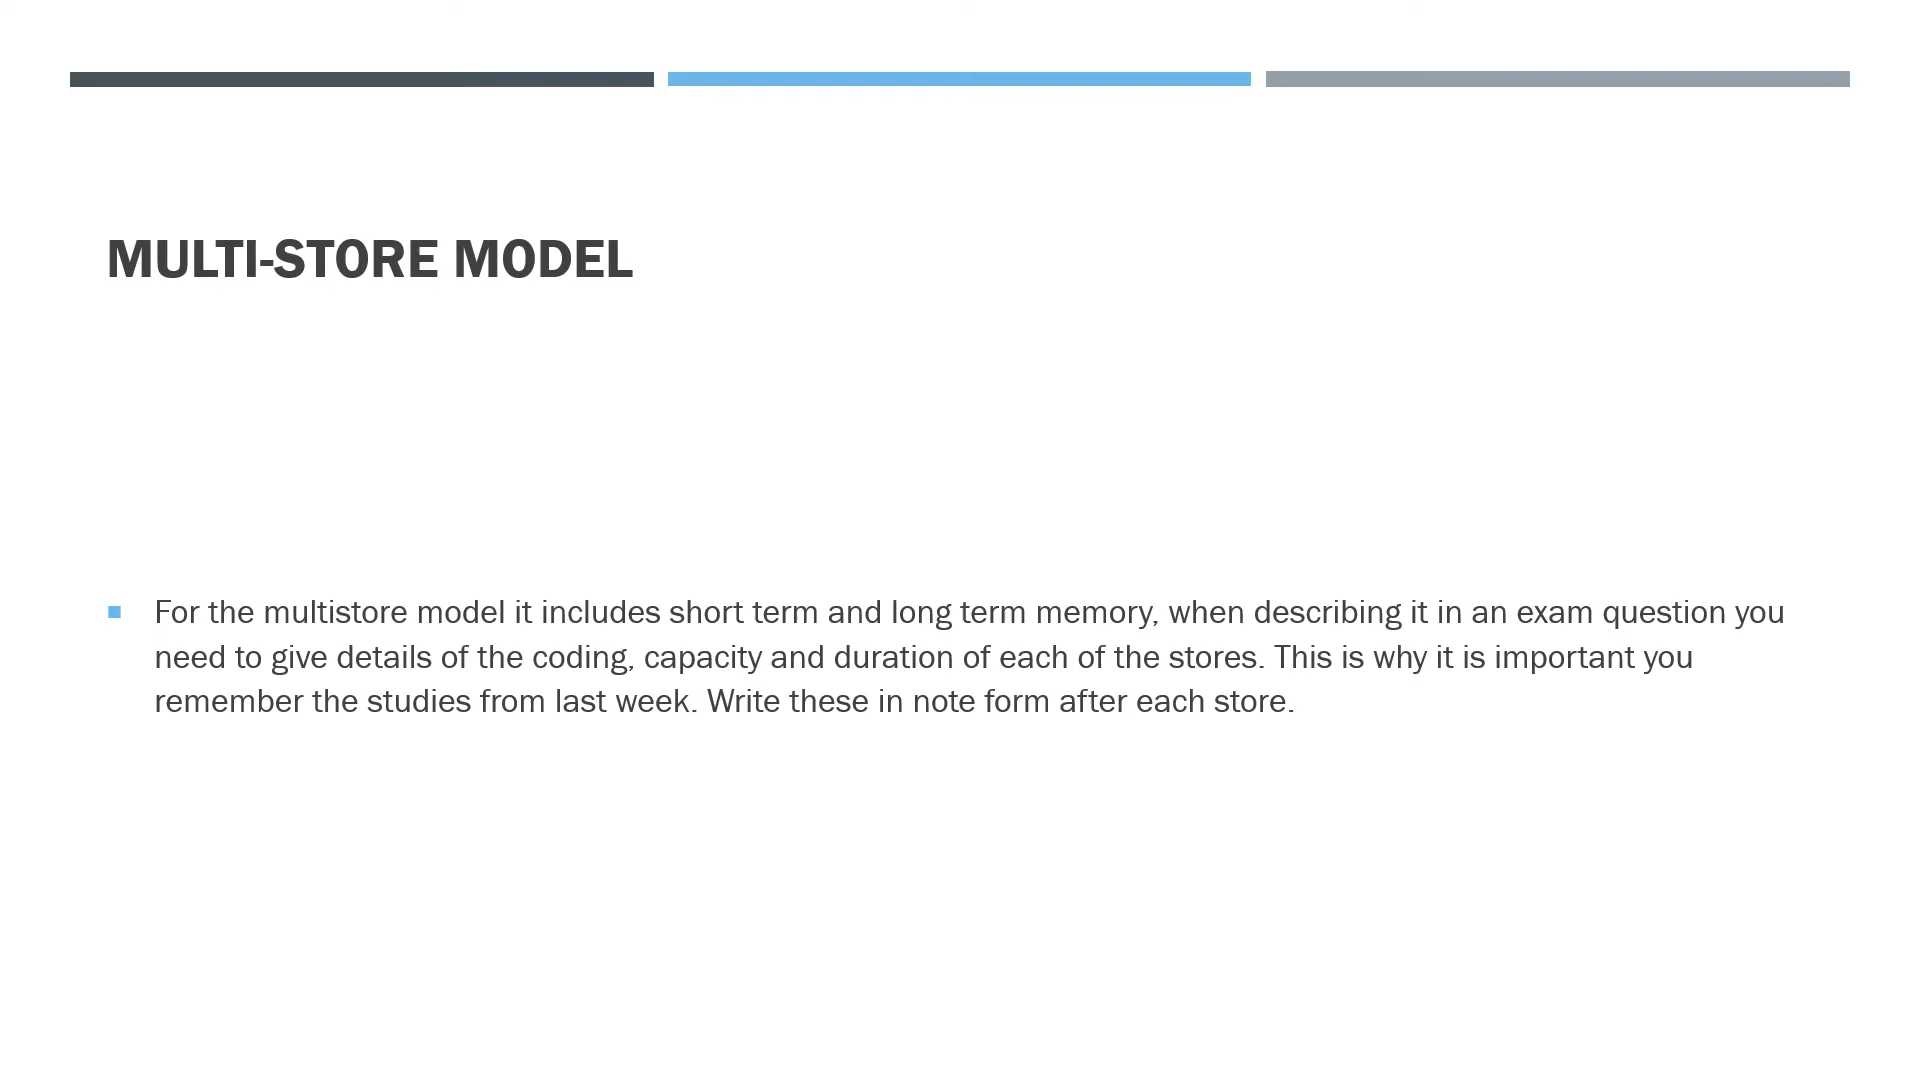 MULTI-STORE MODEL
For the multistore model it includes short term and long term memory, when describing it in an exam question you
need to give details of the coding, capacity and duration of each of the stores. This is why it is important you
remember the studies from last week. Write these in note form after each store.